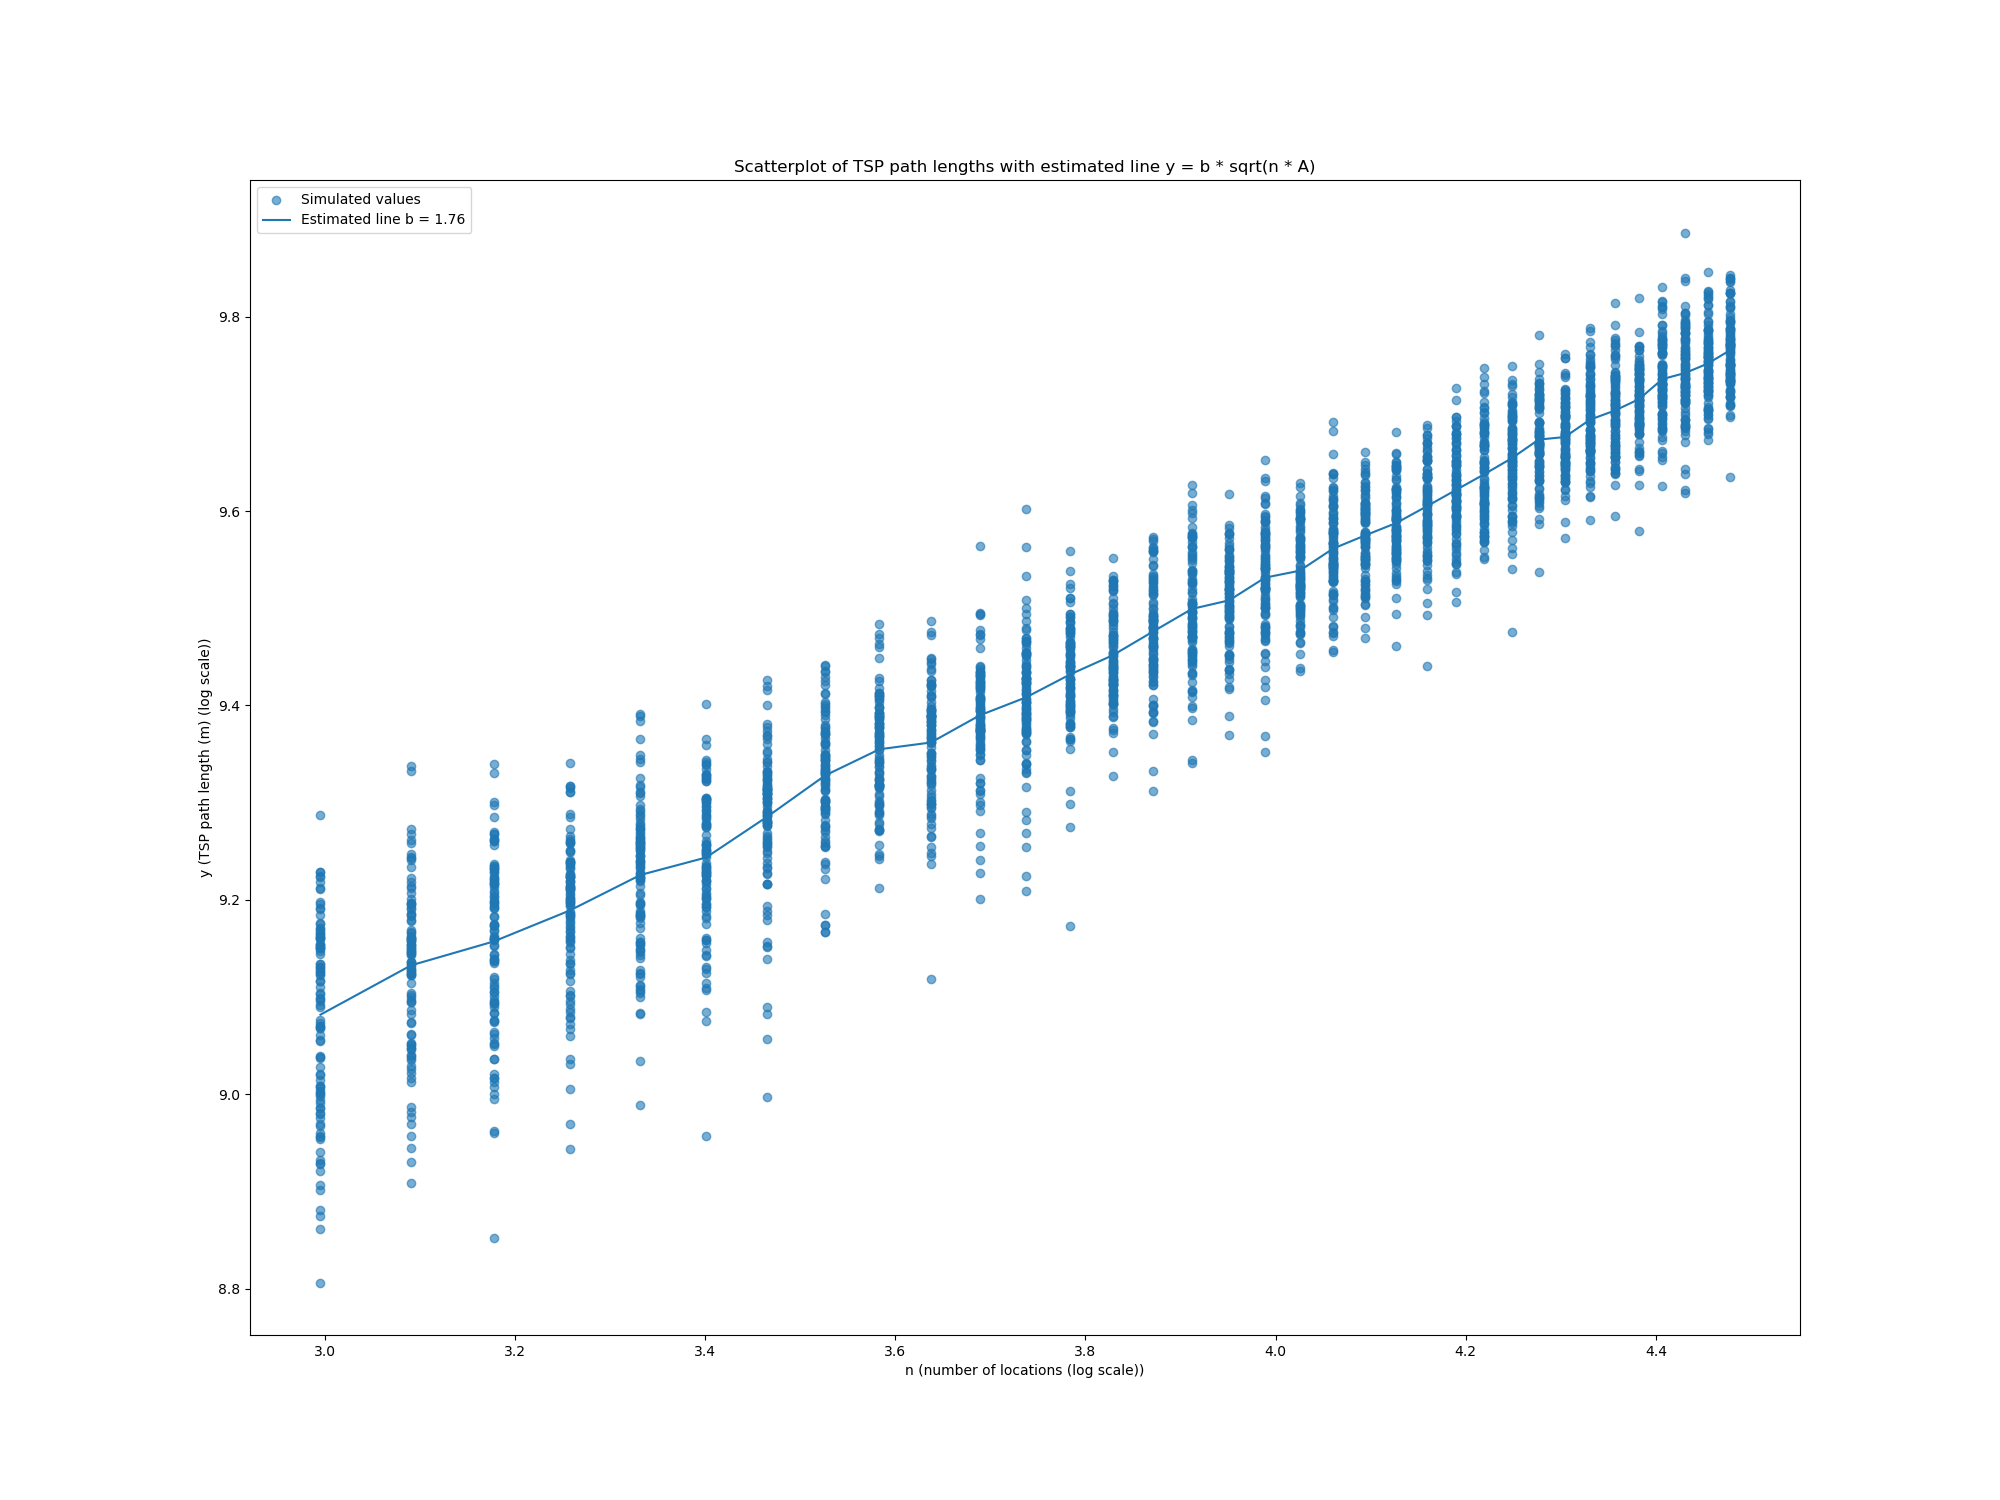 Scatterplot of TSP path lengths with estimated line y = b * sqrt(n * A)
Simulated values
Estimated line b = 1.76
y (TSP path length (m) (log scale))
9.8
9.6
9.4
9.2
9.0
8.8
3.0 3.2 3.4 3.6 3.8 4.0 4.2 4.4
n (number of locations (log scale))